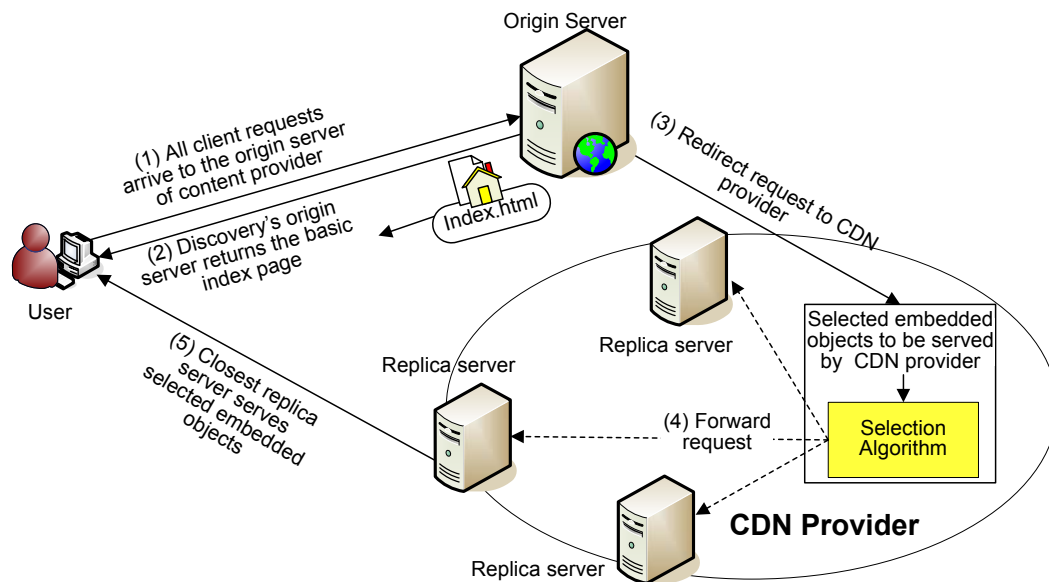 Origin Server
(1) All client requests
arrive to the origin server
of content provider
(2) Discovery's origin
server returns the basic
index page
Index.html
(3) Redirect request to CDN
provider
User
Replica server
Replica server
Selected embedded
objects to be served
by CDN provider
Selection
Algorithm
(4) Forward
request
(5) Closest replica
server serves
selected embedded
objects
CDN Provider
Replica server